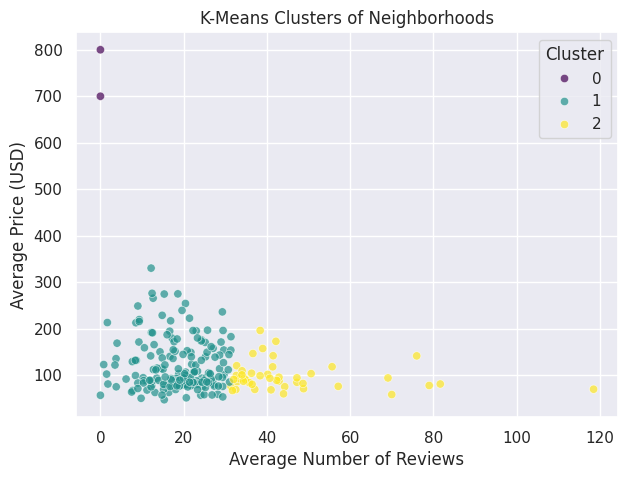 K-Means Clusters of Neighborhoods
Cluster
0
1
2
Average Price (USD)
800
700
600
500
400
300
200
100
0 20 40 60 80 100 120
Average Number of Reviews